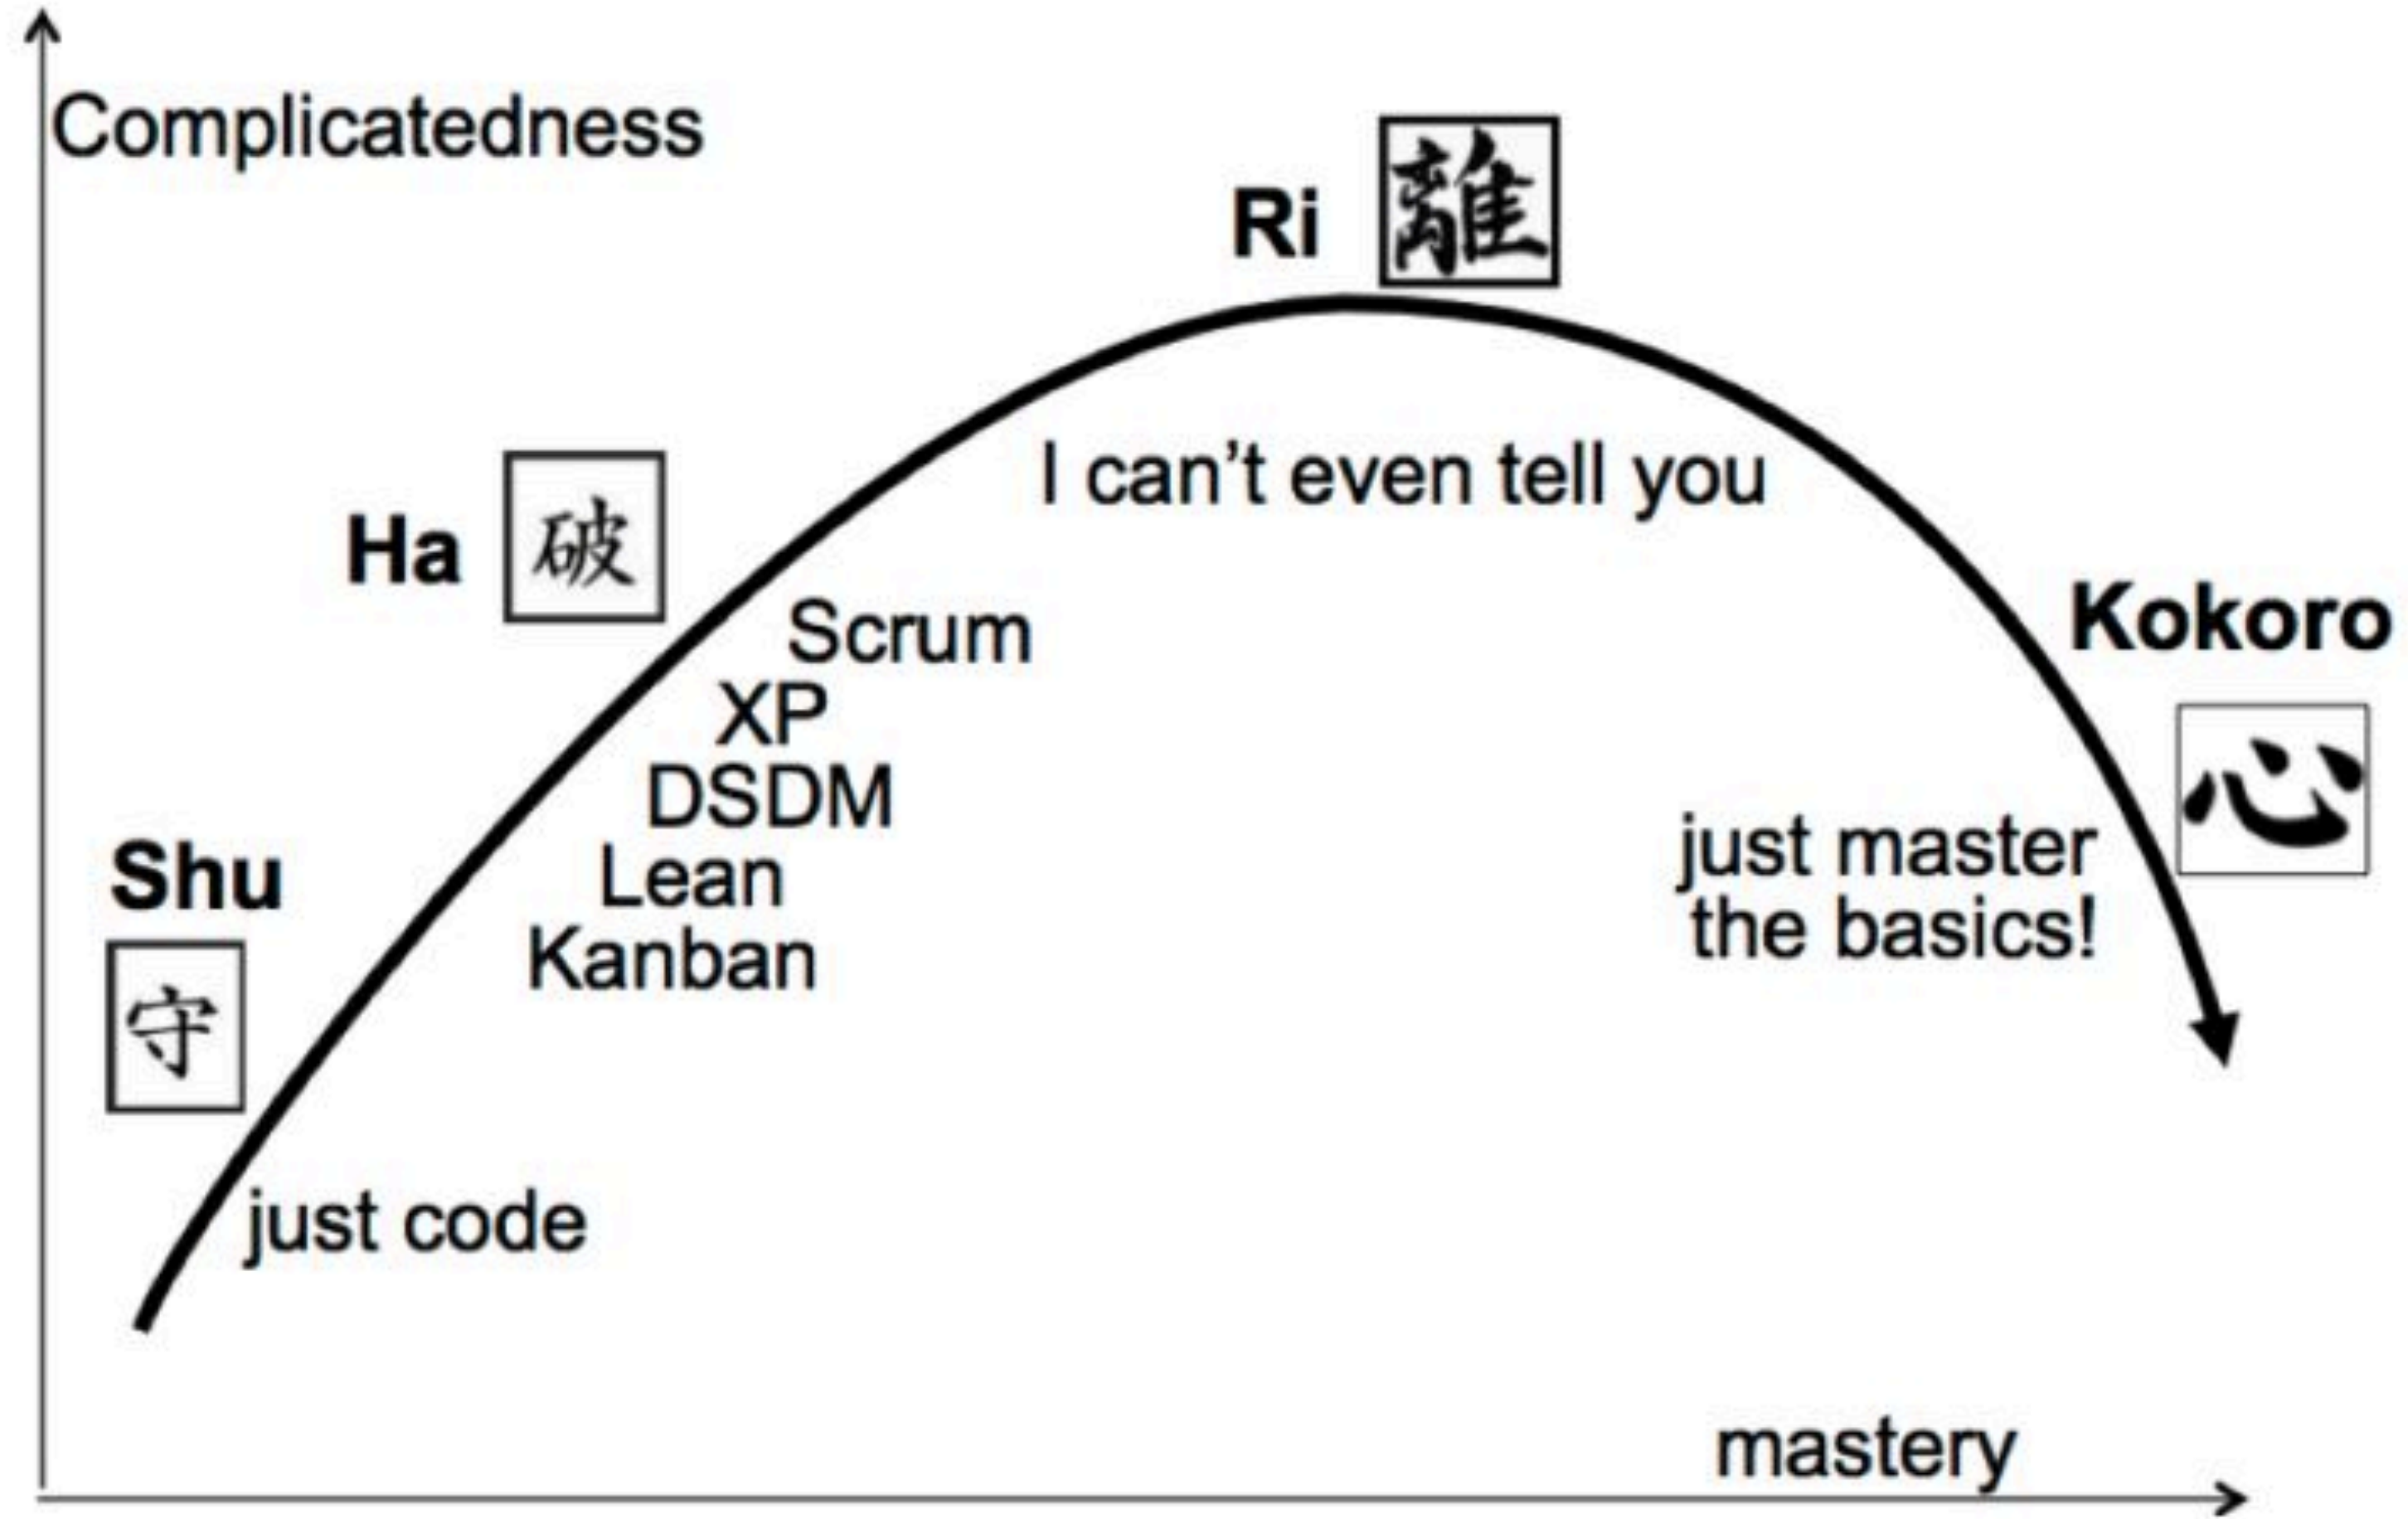 Complicatedness
Ri 離
Ha 破
I can't even tell you
Scrum
XP
DSDM
Lean
Kanban
Shu
守
just code
Kokoro
心
just master
the basics!
mastery